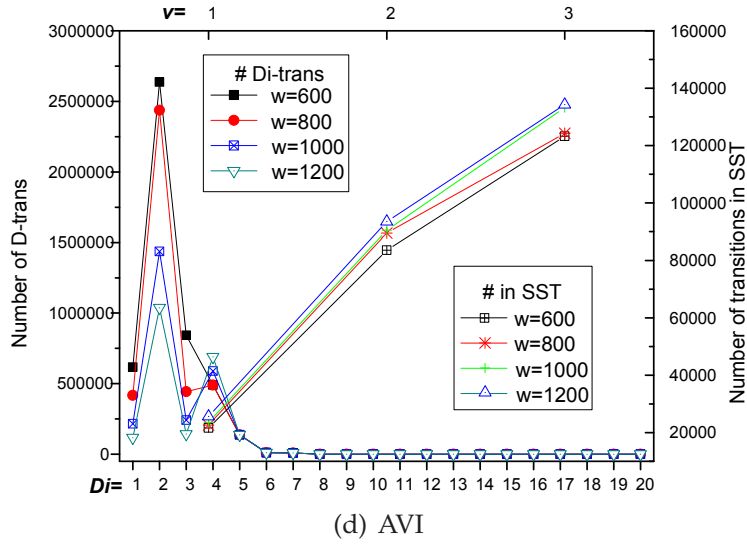 v= 1 2 3
3000000
2500000
2000000
1500000
1000000
500000
0
Number of D-trans
# Di-trans
w=600
w=800
w=1000
w=1200
# in SST
w=600
w=800
w=1000
w=1200
160000
140000
120000
100000
80000
60000
40000
20000
Number of transitions in SST
Di= 1 2 3 4 5 6 7 8 9 10 11 12 13 14 15 16 17 18 19 20
(d) AVI